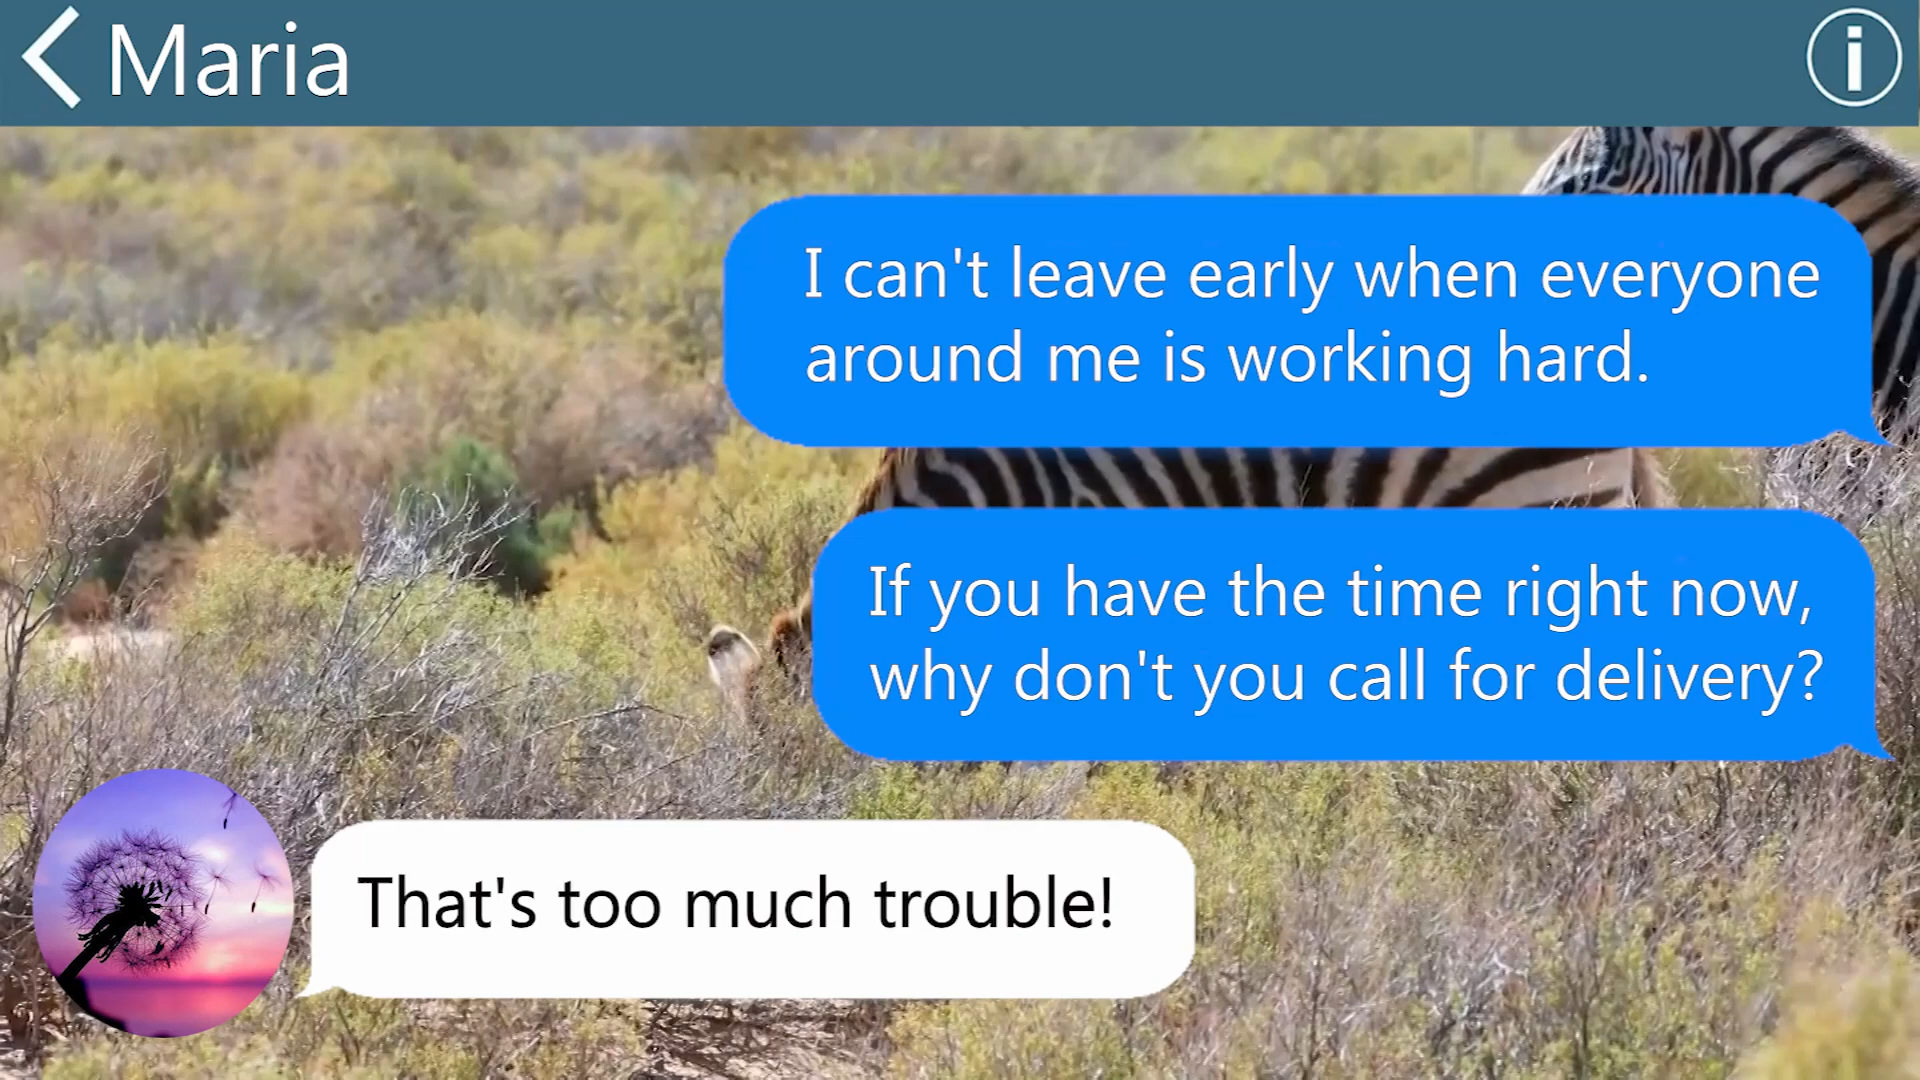 Maria
I can't leave early when everyone
around me is working hard.
If you have the time right now,
why don't you call for delivery?
That's too much trouble!